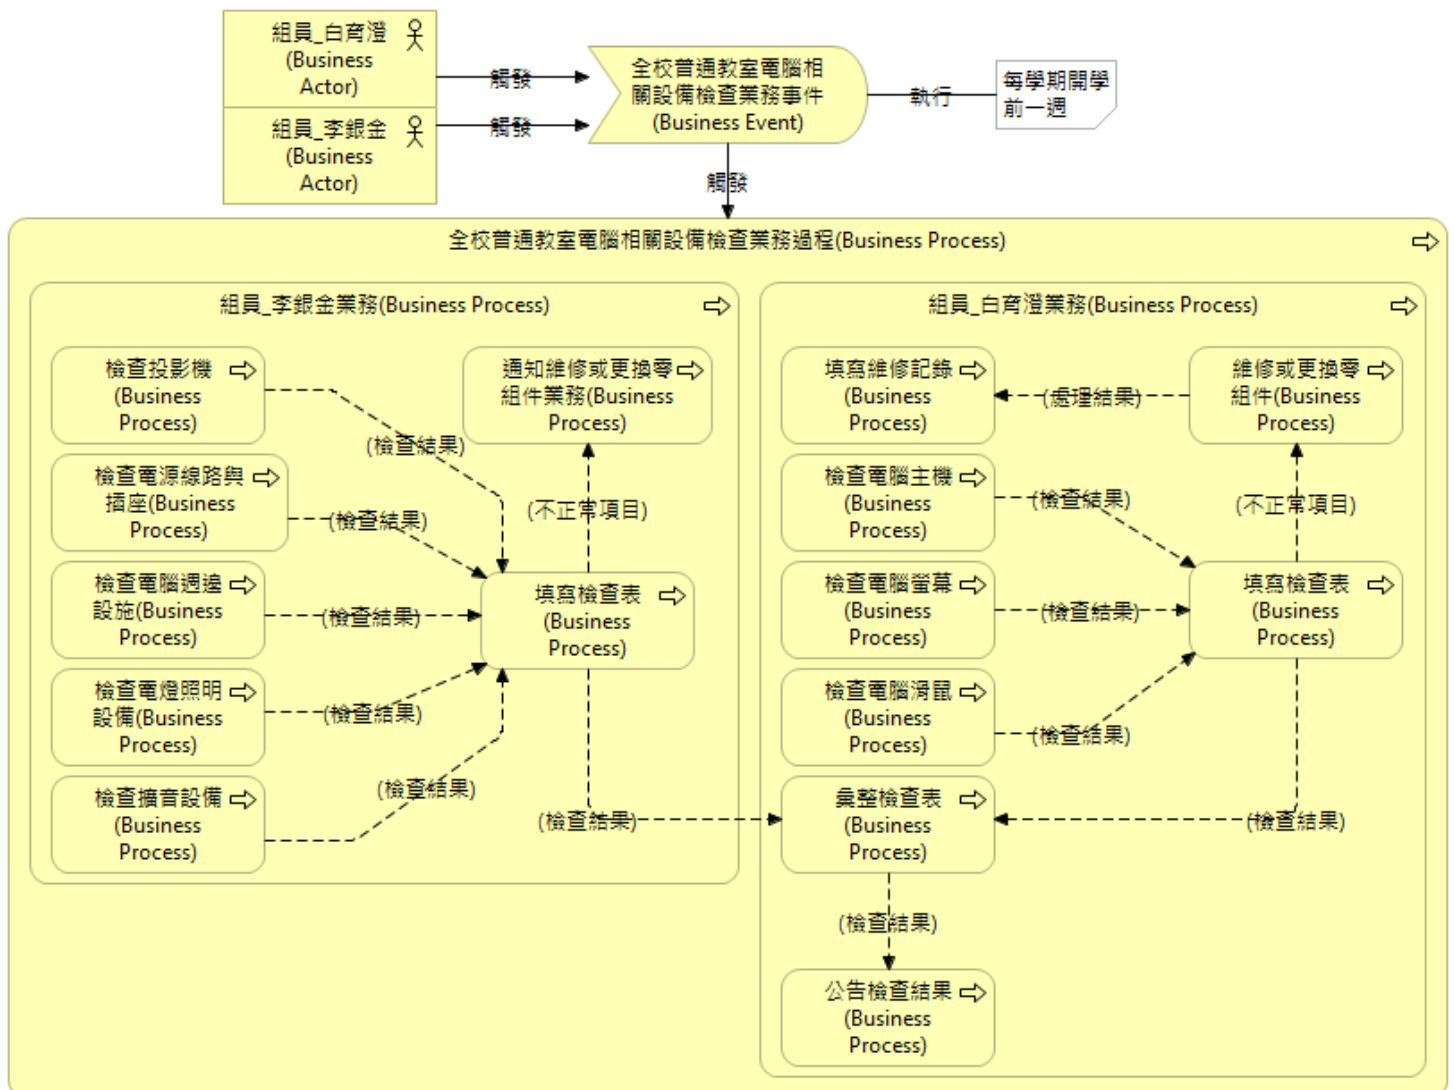 組員_白育澄
(Business
Actor)
觸發
組員_李銀金
(Business
Actor)
觸發
全校普通教室電腦相
關設備檢查業務事件
(Business Event)
執行
每學期開學
前一週
觸發
全校普通教室電腦相關設備檢查業務過程(Business Process)
組員_李銀金業務(Business Process)
檢查投影機
(Business
Process)
(檢查結果)
通知維修或更換零
組件業務(Business
Process)
檢查電源線路與
插座(Business
Process)
(檢查結果)
(不正常項目)
檢查電腦週邊
設施(Business
Process)
(檢查結果)
填寫檢查表
(Business
Process)
檢查電燈照明
設備(Business
Process)
(檢查結果)
檢查擴音設備
(Business
Process)
(檢查結果)
(檢查結果)
組員_白育澄業務(Business Process)
填寫維修記錄
(Business
Process)
(處理結果)
維修或更換零
組件(Business
Process)
檢查電腦主機
(Business
Process)
(檢查結果)
(不正常項目)
檢查電腦螢幕
(Business
Process)
(檢查結果)
填寫檢查表
(Business
Process)
檢查電腦滑鼠
(Business
Process)
(檢查結果)
彙整檢查表
(Business
Process)
(檢查結果)
(檢查結果)
公告檢查結果
(Business
Process)